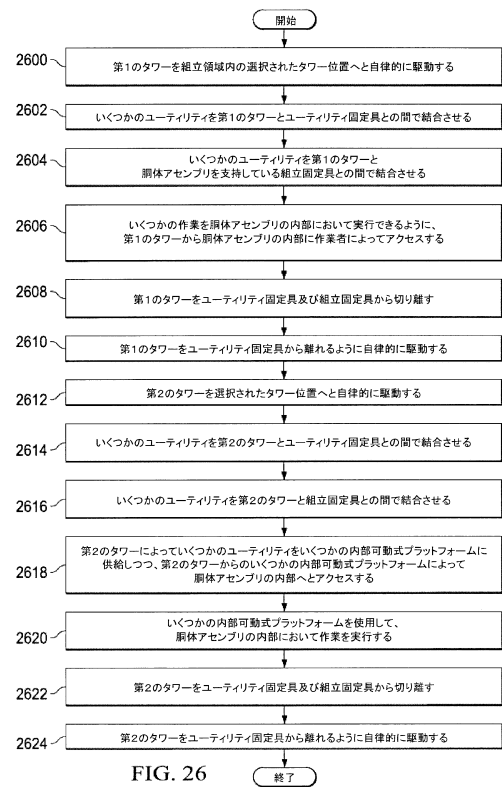 開始
2600
第1のタワーを組立領域内の選択されたタワー位置へと自律的に駆動する
2602
いくつかのユーティリティを第1のタワーとユーティリティ固定具との間で結合させる
2604
いくつかのユーティリティを第1のタワーと
胴体アセンブリを支持している組立固定具との間で結合させる
2606
いくつかの作業を胴体アセンブリの内部において実行できるように、
第1のタワーから胴体アセンブリの内部に作業者によってアクセスする
2608
第1のタワーをユーティリティ固定具及び組立固定具から切り離す
2610
第1のタワーをユーティリティ固定具から離れるように自律的に駆動する
2612
第2のタワーを選択されたタワー位置へと自律的に駆動する
2614
いくつかのユーティリティを第2のタワーとユーティリティ固定具との間で結合させる
2616
いくつかのユーティリティを第2のタワーと組立固定具との間で結合させる
2618
第2のタワーによっていくつかのユーティリティをいくつかの内部可動式プラットフォームに
供給しつつ、第2のタワーからのいくつかの内部可動式プラットフォームによって
胴体アセンブリの内部へとアクセスする
2620
いくつかの内部可動式プラットフォームを使用して、
胴体アセンブリの内部において作業を実行する
2622
第2のタワーをユーティリティ固定具及び組立固定具から切り離す
2624
第2のタワーをユーティリティ固定具から離れるように自律的に駆動する
FIG. 26
終了